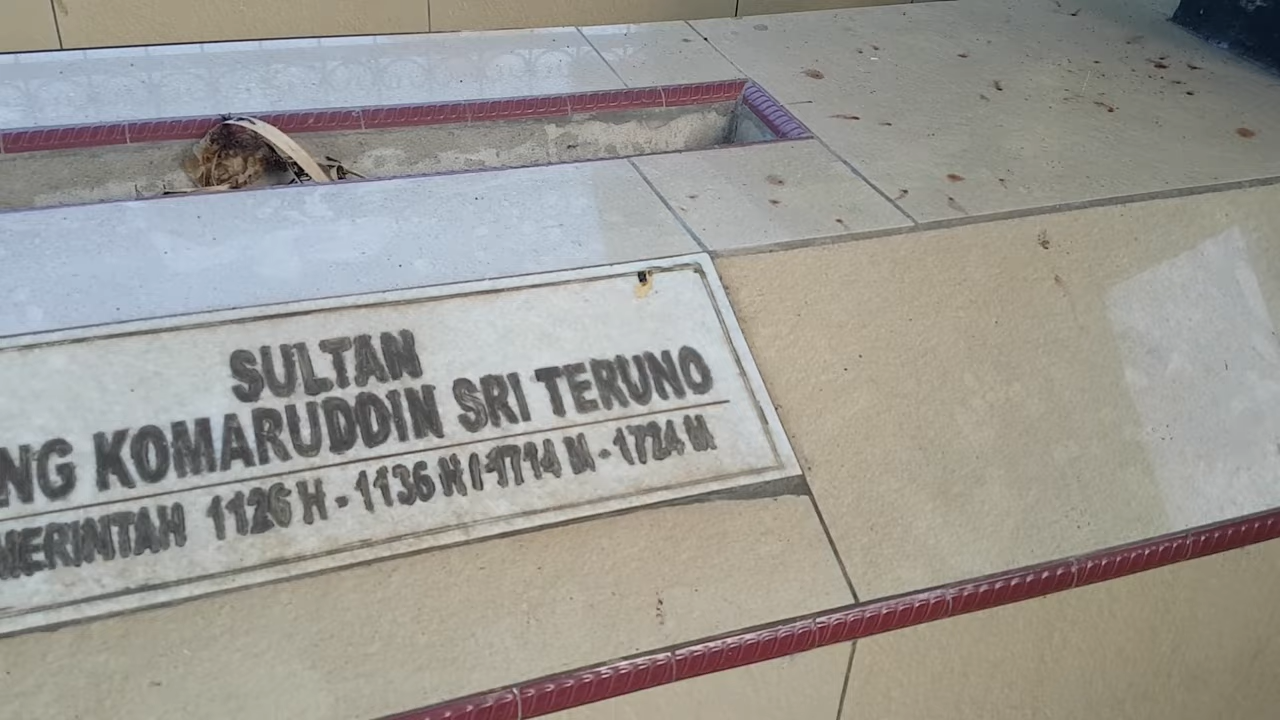 SULTAN
NG KOMARUDDIN SRI TERUNO
MERINTAH 1126 H - 1136 H / 1714 M - 1724 M